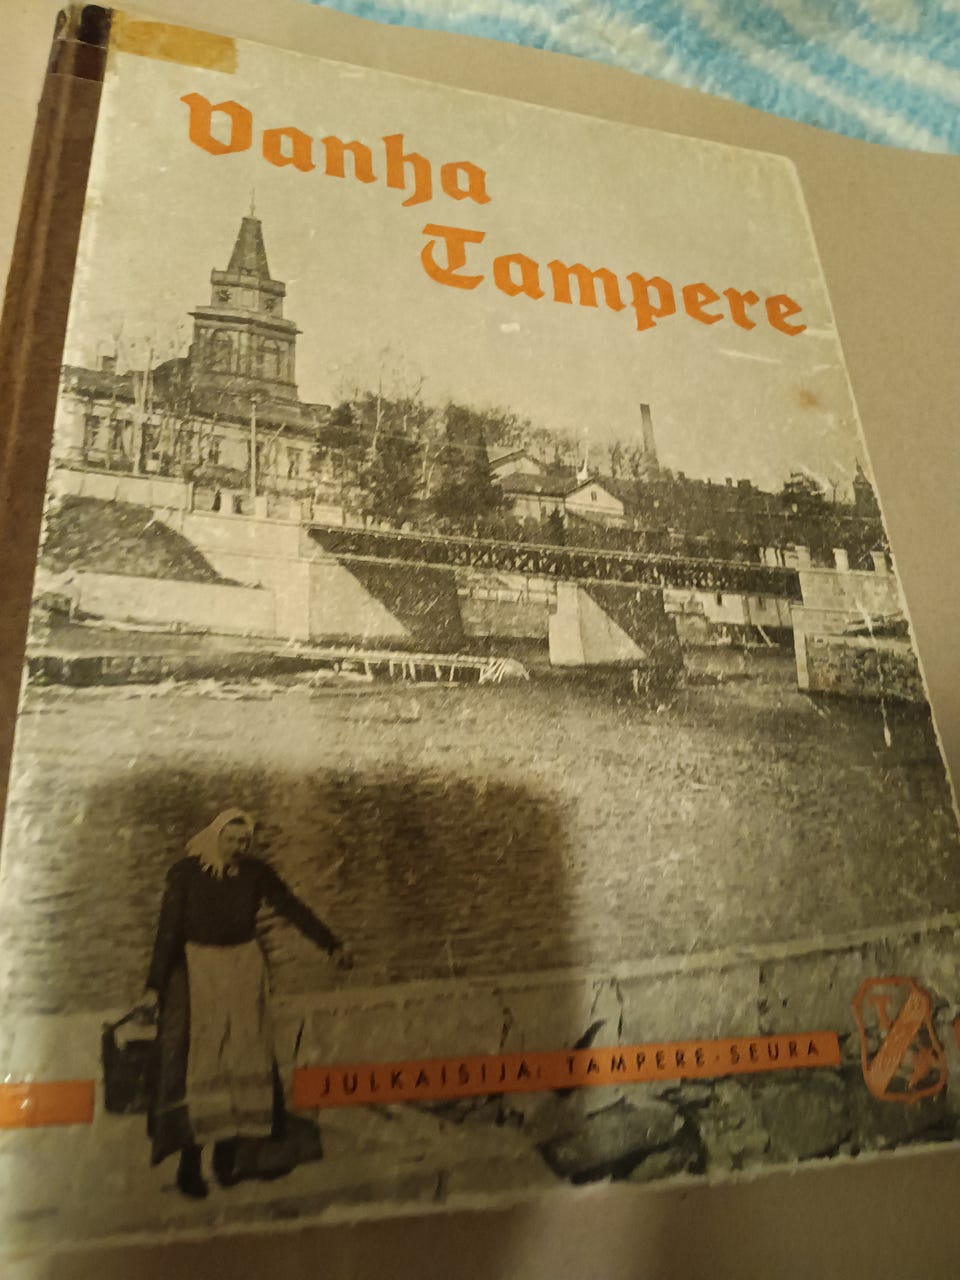 Vanha
Tampere
JULKAISIJA: TAMPERE-SEURA
T